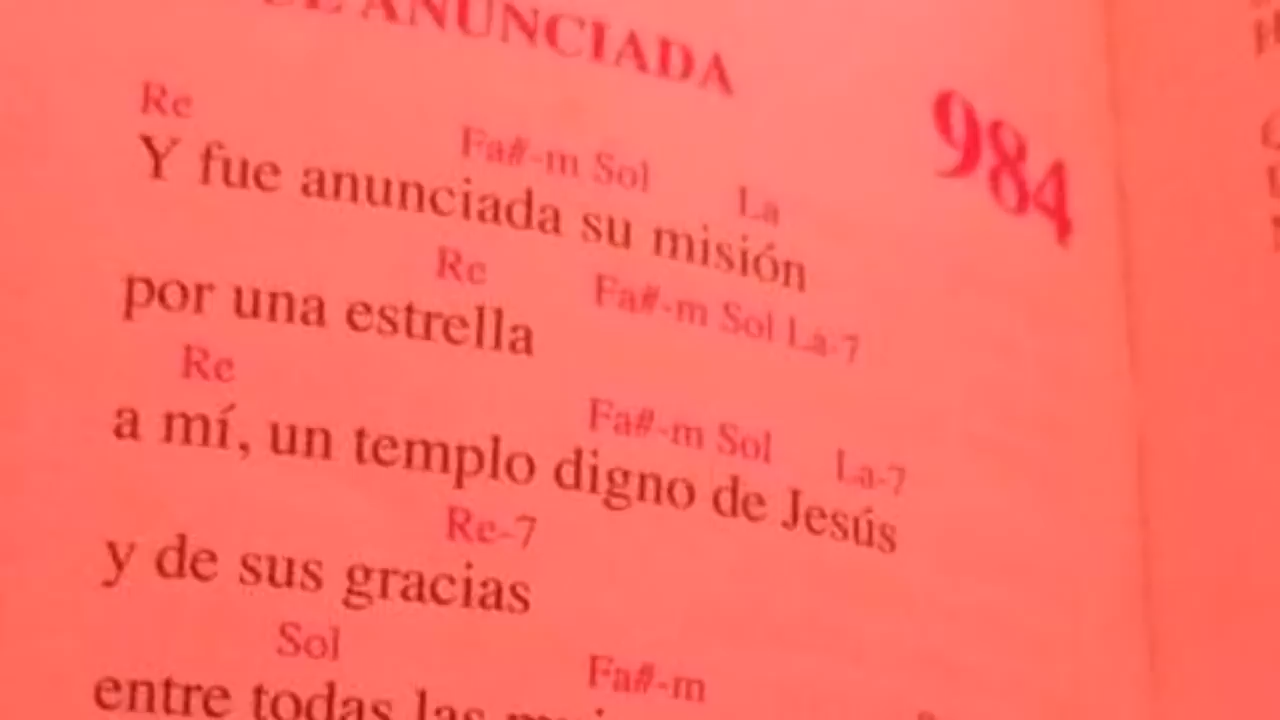 ANUNCIADA
984
Re Fa#-m Sol La
Y fue anunciada su misión
Re Fa#-m Sol La-7
por una estrella
Re Fa#-m Sol La-7
a mí, un templo digno de Jesús
Re-7
y de sus gracias
Sol Fa#-m
entre todas las